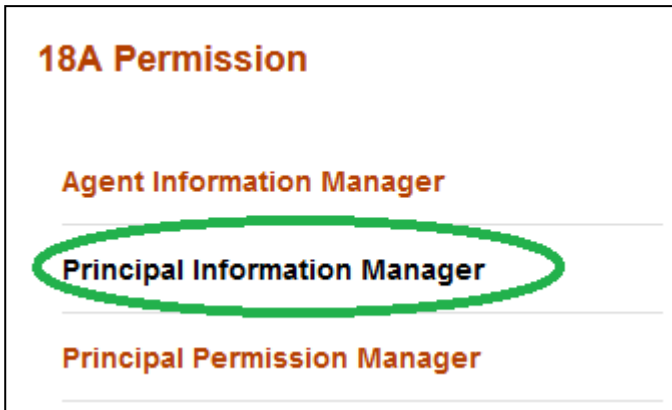 18A Permission
Agent Information Manager
Principal Information Manager
Principal Permission Manager